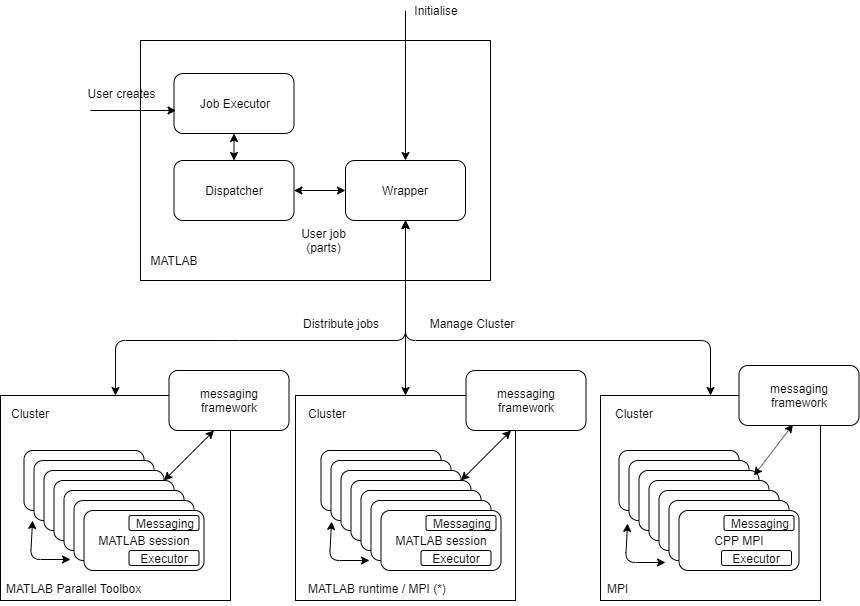 Initialise
User creates
Job Executor
Dispatcher
Wrapper
User job
(parts)
MATLAB
Distribute jobs
Manage Cluster
messaging
framework
Cluster
Messaging
MATLAB session
Executor
MATLAB Parallel Toolbox
messaging
framework
Cluster
Messaging
MATLAB session
Executor
MATLAB runtime / MPI (*)
messaging
framework
Cluster
Messaging
CPP MPI
Executor
MPI